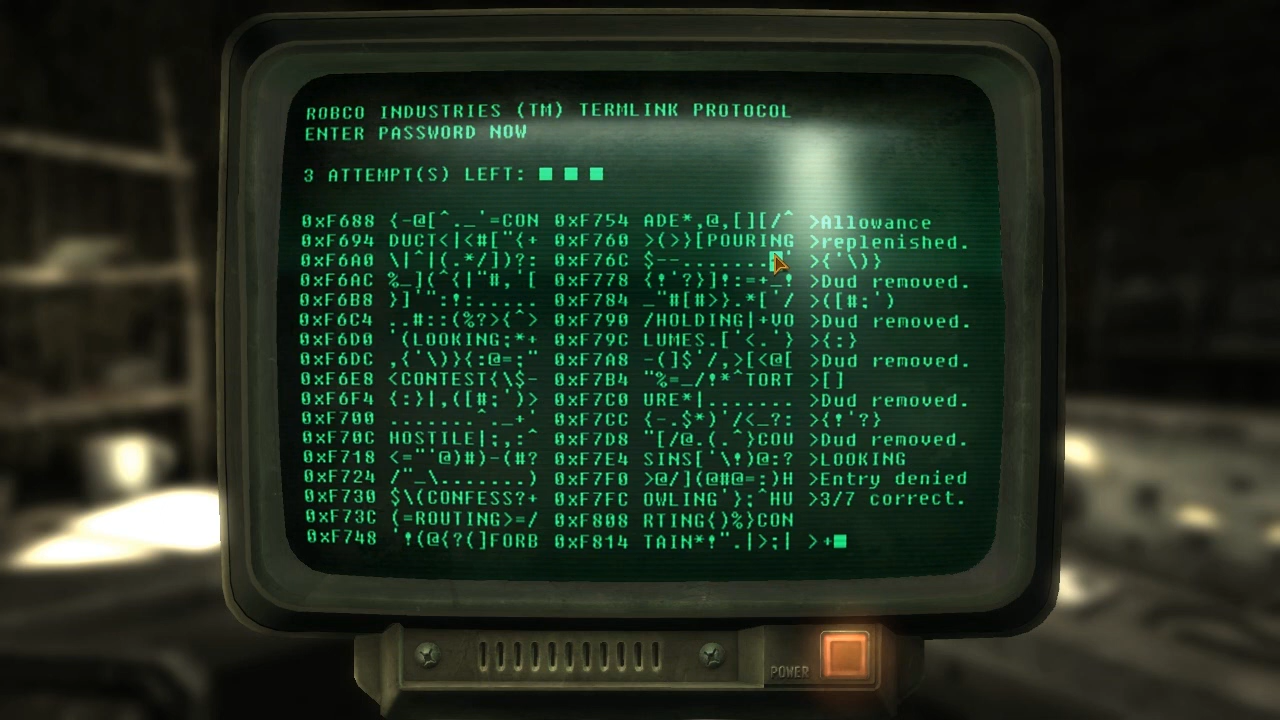 ROBCO INDUSTRIES (TM) TERMLINK PROTOCOL
ENTER PASSWORD NOW
3 ATTEMPT(S) LEFT: ■ ■ ■
0xF688 {-@[^._'=CON 0xF754 ADE*,@,[][/^ >Allowance
0xF694 DUCT<|<#["{+ 0xF760 >(>}[POURING >replenished.
0xF6A0 \|^|(.*/])?: 0xF76C $--.......+' >{'\)}
0xF6AC %_](^{|"#,'[ 0xF778 {!'?}]!:=+_! >Dud removed.
0xF6B8 }]'":!:..... 0xF784 _"#[#>}.*['/ >([#:')
0xF6C4 .:#::(%?>{^> 0xF790 /HOLDING|+VO >Dud removed.
0xF6D0 '(LOOKING;*+ 0xF79C LUMES.['<.'} >{:}
0xF6DC ,{'\)}{:@=;" 0xF7A8 -(]$'/,>[<@[ >Dud removed.
0xF6E8 <CONTEST{\$- 0xF7B4 "%=_/!*^TORT >[]
0xF6F4 {:}|,([#;')> 0xF7C0 URE*|....... >Dud removed.
0xF700 .......^._+' 0xF7CC {-.$*)'/<_?: >{!'?}
0xF70C HOSTILE|;,:^ 0xF7D8 "[/@.(.^}COU >Dud removed.
0xF718 <="'@)#)-(#? 0xF7E4 SINS['\!)@:? >LOOKING
0xF724 /"_\.......) 0xF7F0 >@/](@#@=:)H >Entry denied
0xF730 $\(CONFESS?+ 0xF7FC OWLING'};^HU >3/7 correct.
0xF73C (=ROUTING>=/ 0xF808 RTING{)%}CON
0xF748 '!(@{?(]FORB 0xF814 TAIN*!".|>;| >+■
POWER